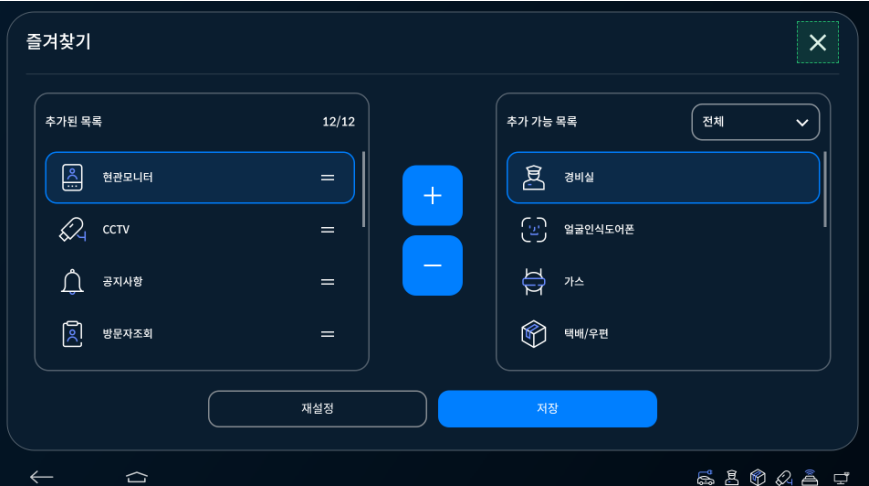 즐겨찾기
추가된 목록 12/12
현관모니터
CCTV
공지사항
방문자조회
추가 가능 목록 전체
경비실
얼굴인식도어폰
가스
택배/우편
재설정 저장